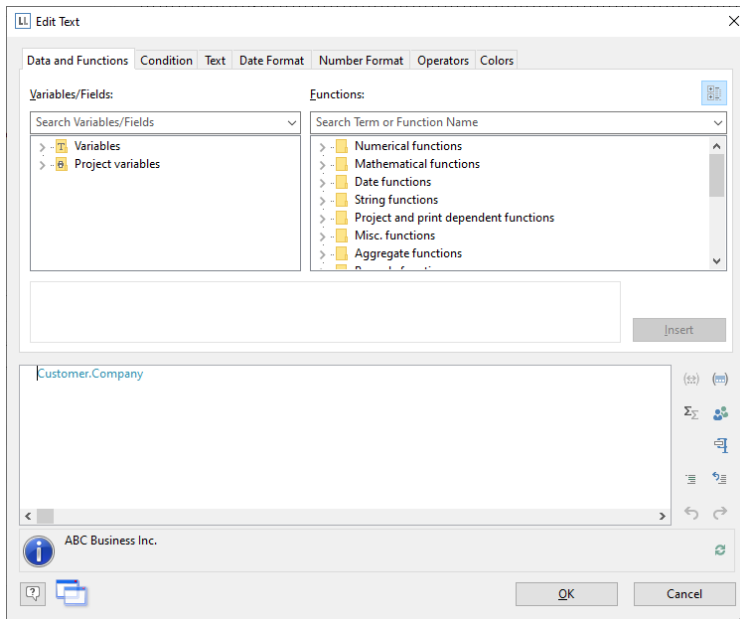 LL Edit Text
Data and Functions Condition Text Date Format Number Format Operators Colors
Variables/Fields:
Functions:
Search Variables/Fields
Search Term or Function Name
Variables
Project variables
Numerical functions
Mathematical functions
Date functions
String functions
Project and print dependent functions
Misc. functions
Aggregate functions
Insert
Customer.Company
ABC Business Inc.
OK
Cancel